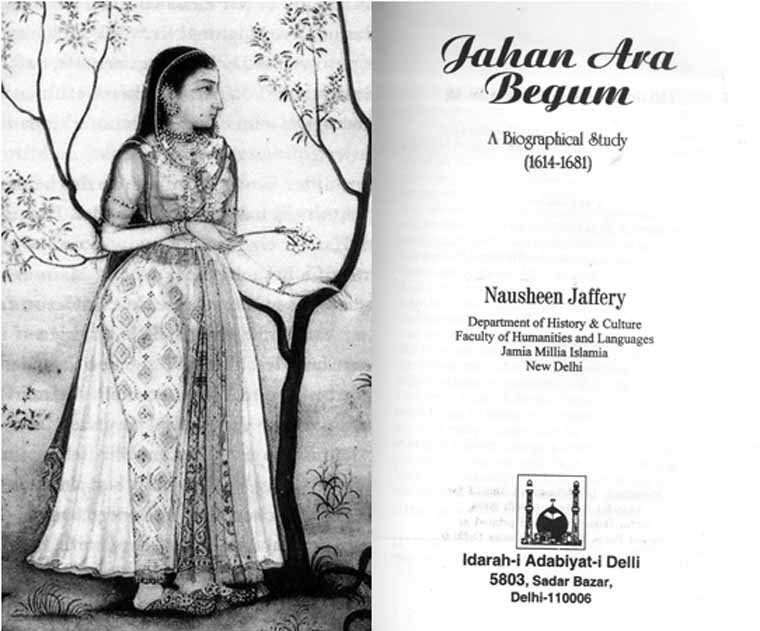 Jahan Ara
Begum
A Biographical Study
(1614-1681)
Nausheen Jaffery
Department of History & Culture
Faculty of Humanities and Languages
Jamia Millia Islamia
New Delhi
Idarah-i Adabiyat-i Delli
5803, Sadar Bazar,
Delhi-110006